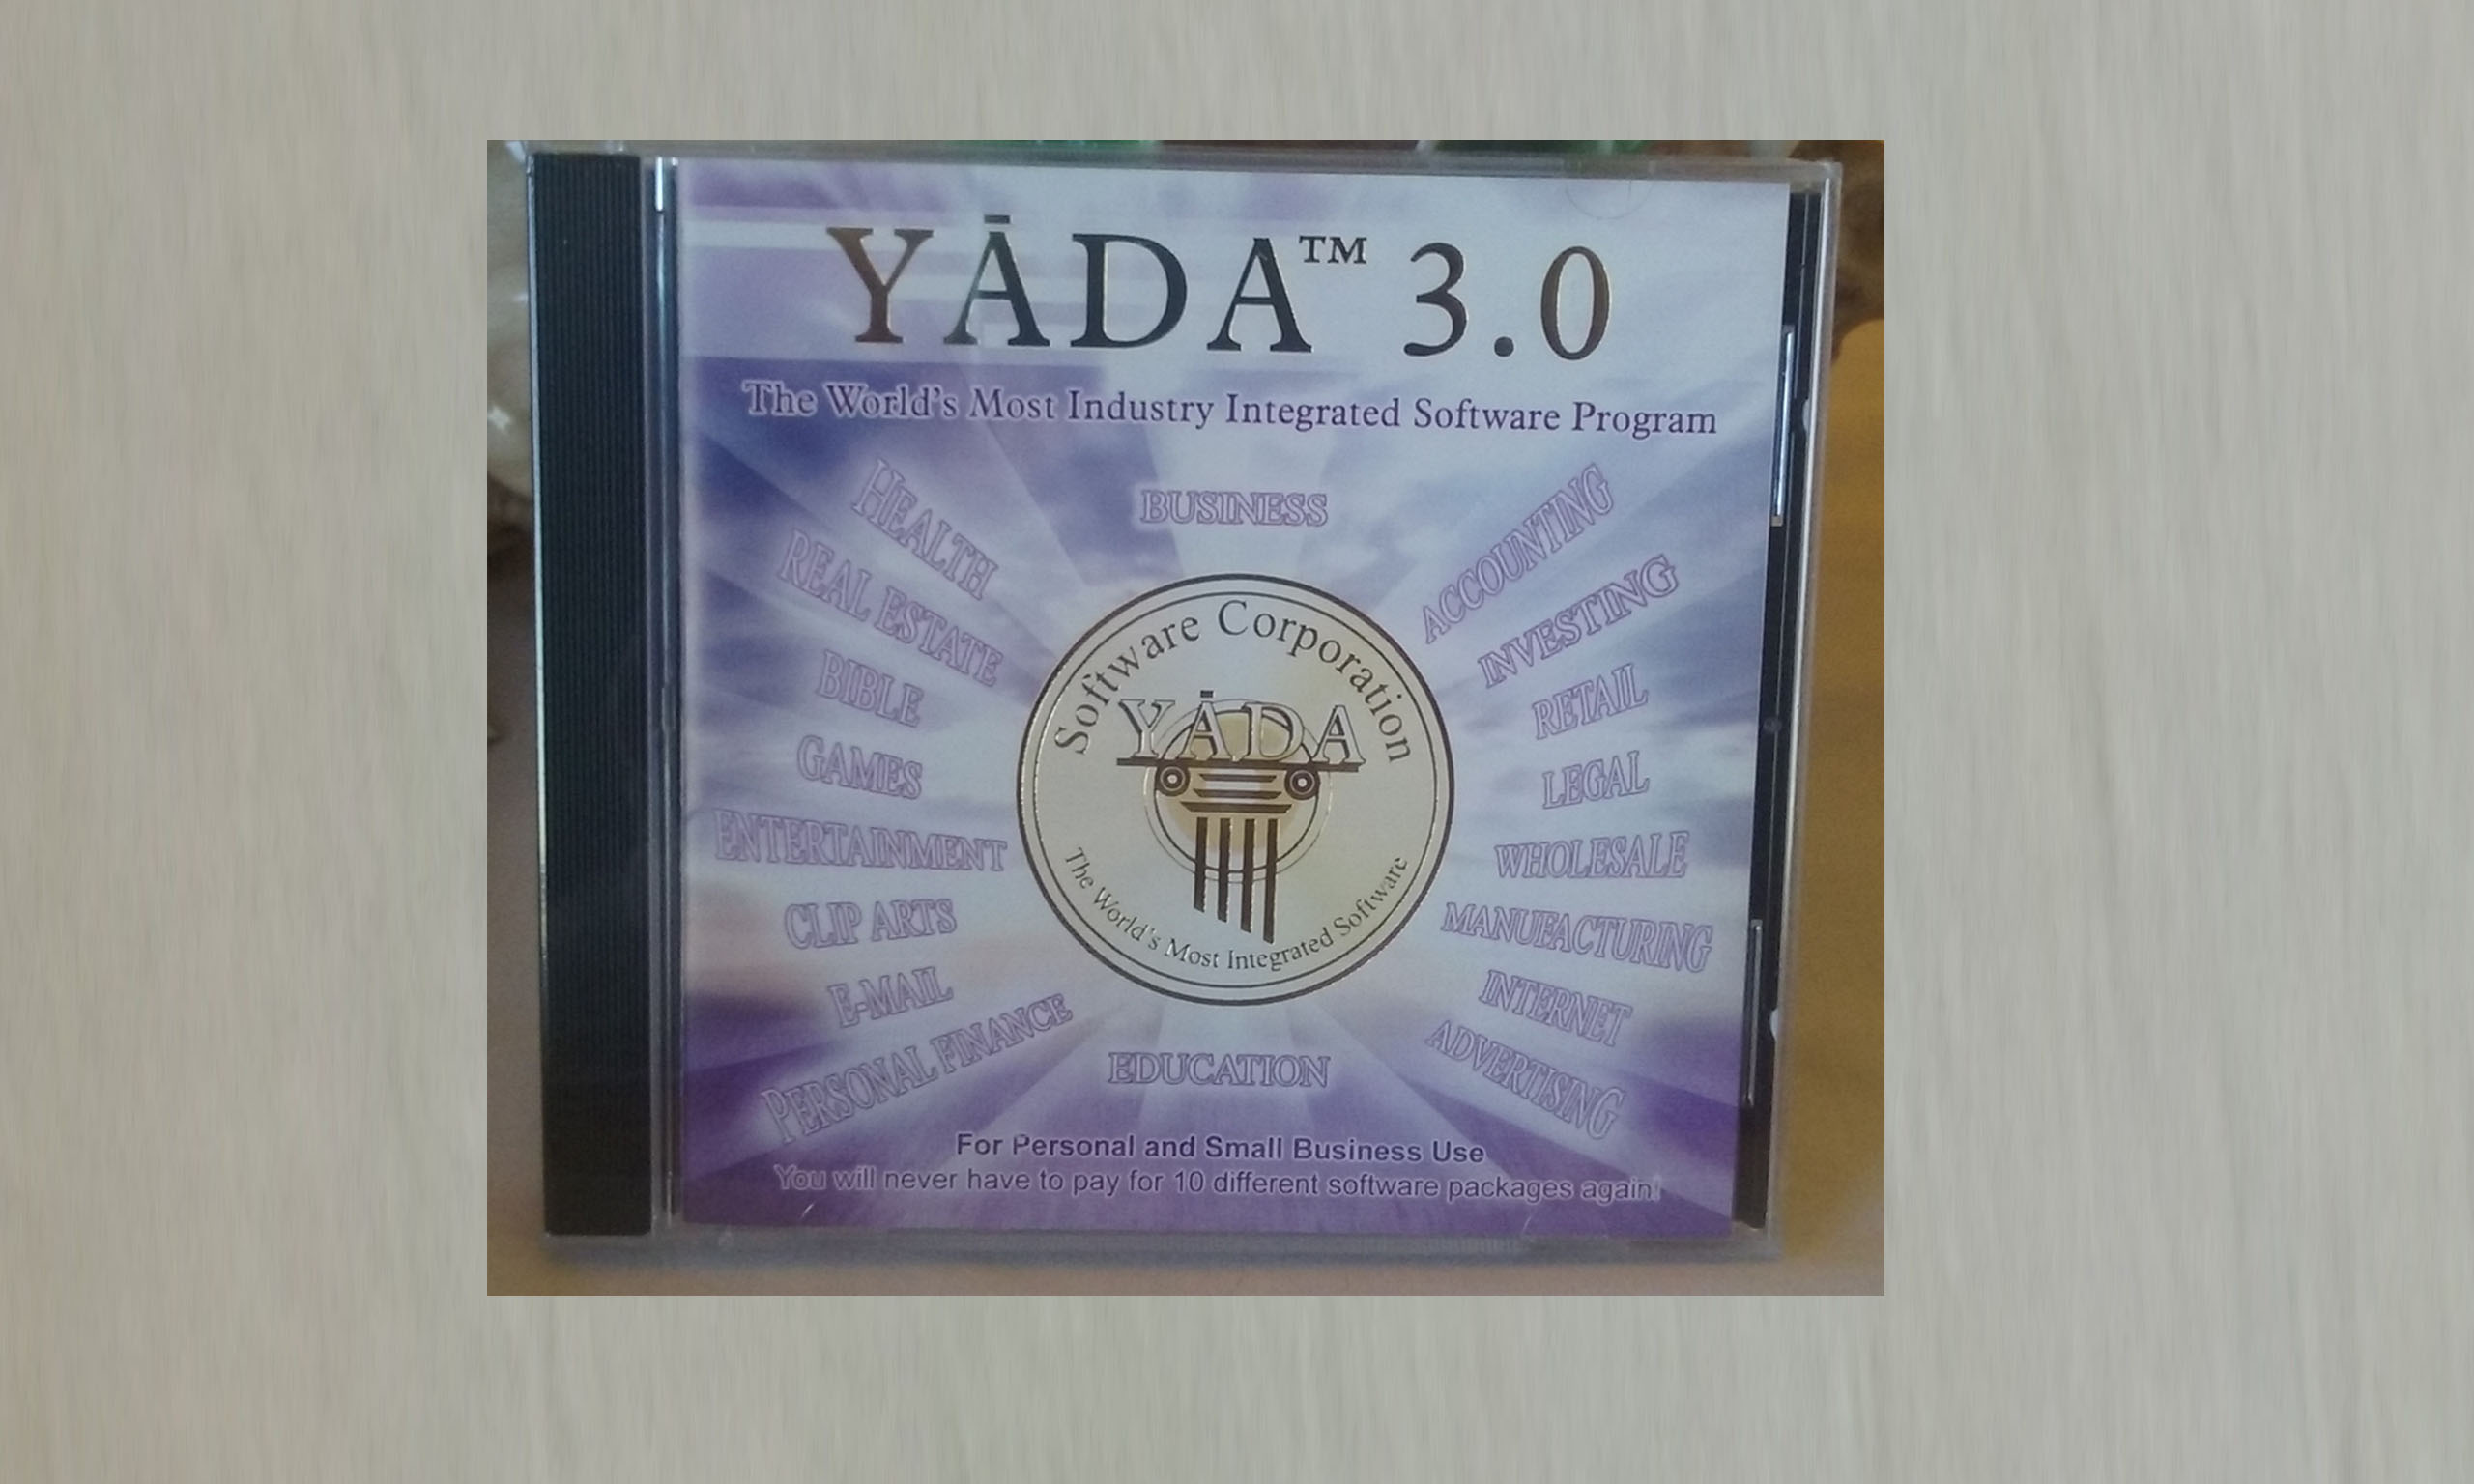 YĀDA™ 3.0
The World's Most Industry Integrated Software Program
BUSINESS
HEALTH
REAL ESTATE
BIBLE
GAMES
ENTERTAINMENT
CLIP ARTS
E-MAIL
PERSONAL FINANCE
Software Corporation
YĀDA
The World's Most Integrated Software
ACCOUNTING
INVESTING
RETAIL
LEGAL
WHOLESALE
MANUFACTURING
INTERNET
ADVERTISING
EDUCATION
For Personal and Small Business Use
You will never have to pay for 10 different software packages again!